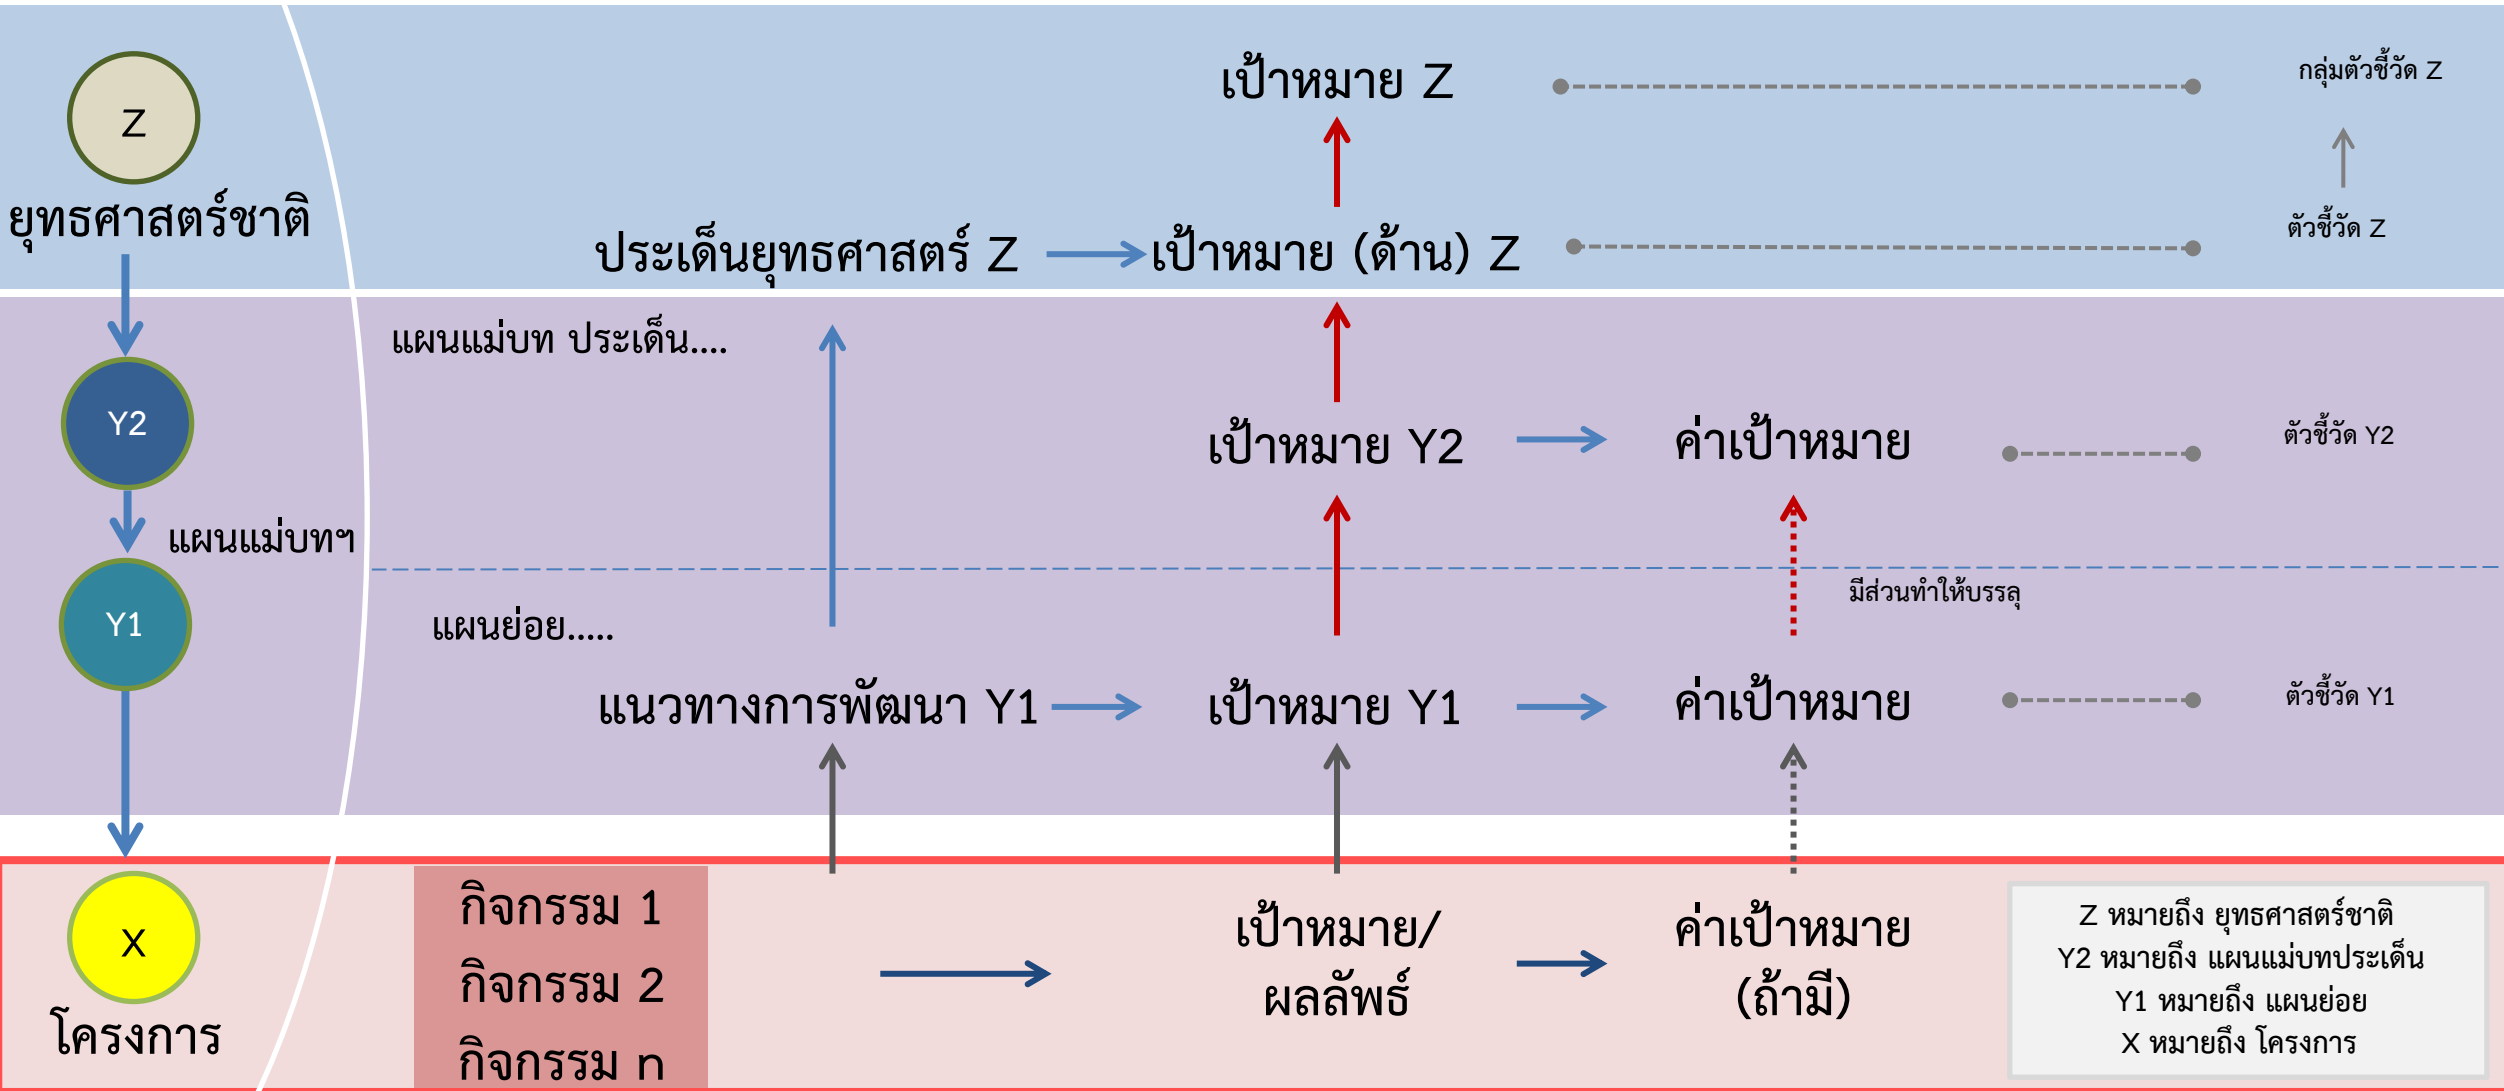 Z
ยุทธศาสตร์ชาติ
เป้าหมาย Z
กลุ่มตัวชี้วัด Z
ประเด็นยุทธศาสตร์ Z
เป้าหมาย (ด้าน) Z
ตัวชี้วัด Z
แผนแม่บท ประเด็น....
Y2
เป้าหมาย Y2
ค่าเป้าหมาย
ตัวชี้วัด Y2
แผนแม่บทฯ
มีส่วนทำให้บรรลุ
Y1
แผนย่อย.....
แนวทางการพัฒนา Y1
เป้าหมาย Y1
ค่าเป้าหมาย
ตัวชี้วัด Y1
X
โครงการ
กิจกรรม 1
กิจกรรม 2
กิจกรรม n
เป้าหมาย/
ผลลัพธ์
ค่าเป้าหมาย
(ถ้ามี)
Z หมายถึง ยุทธศาสตร์ชาติ
Y2 หมายถึง แผนแม่บทประเด็น
Y1 หมายถึง แผนย่อย
X หมายถึง โครงการ